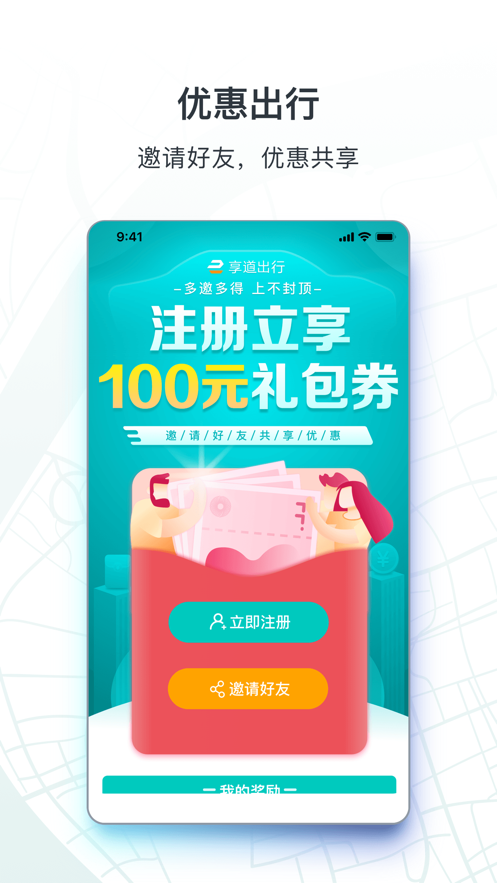 优惠出行
邀请好友，优惠共享
9:41
享道出行
多邀多得 上不封顶
注册立享
100元礼包券
邀/请/好/友/共/享/优/惠
立即注册
邀请好友
我的奖励